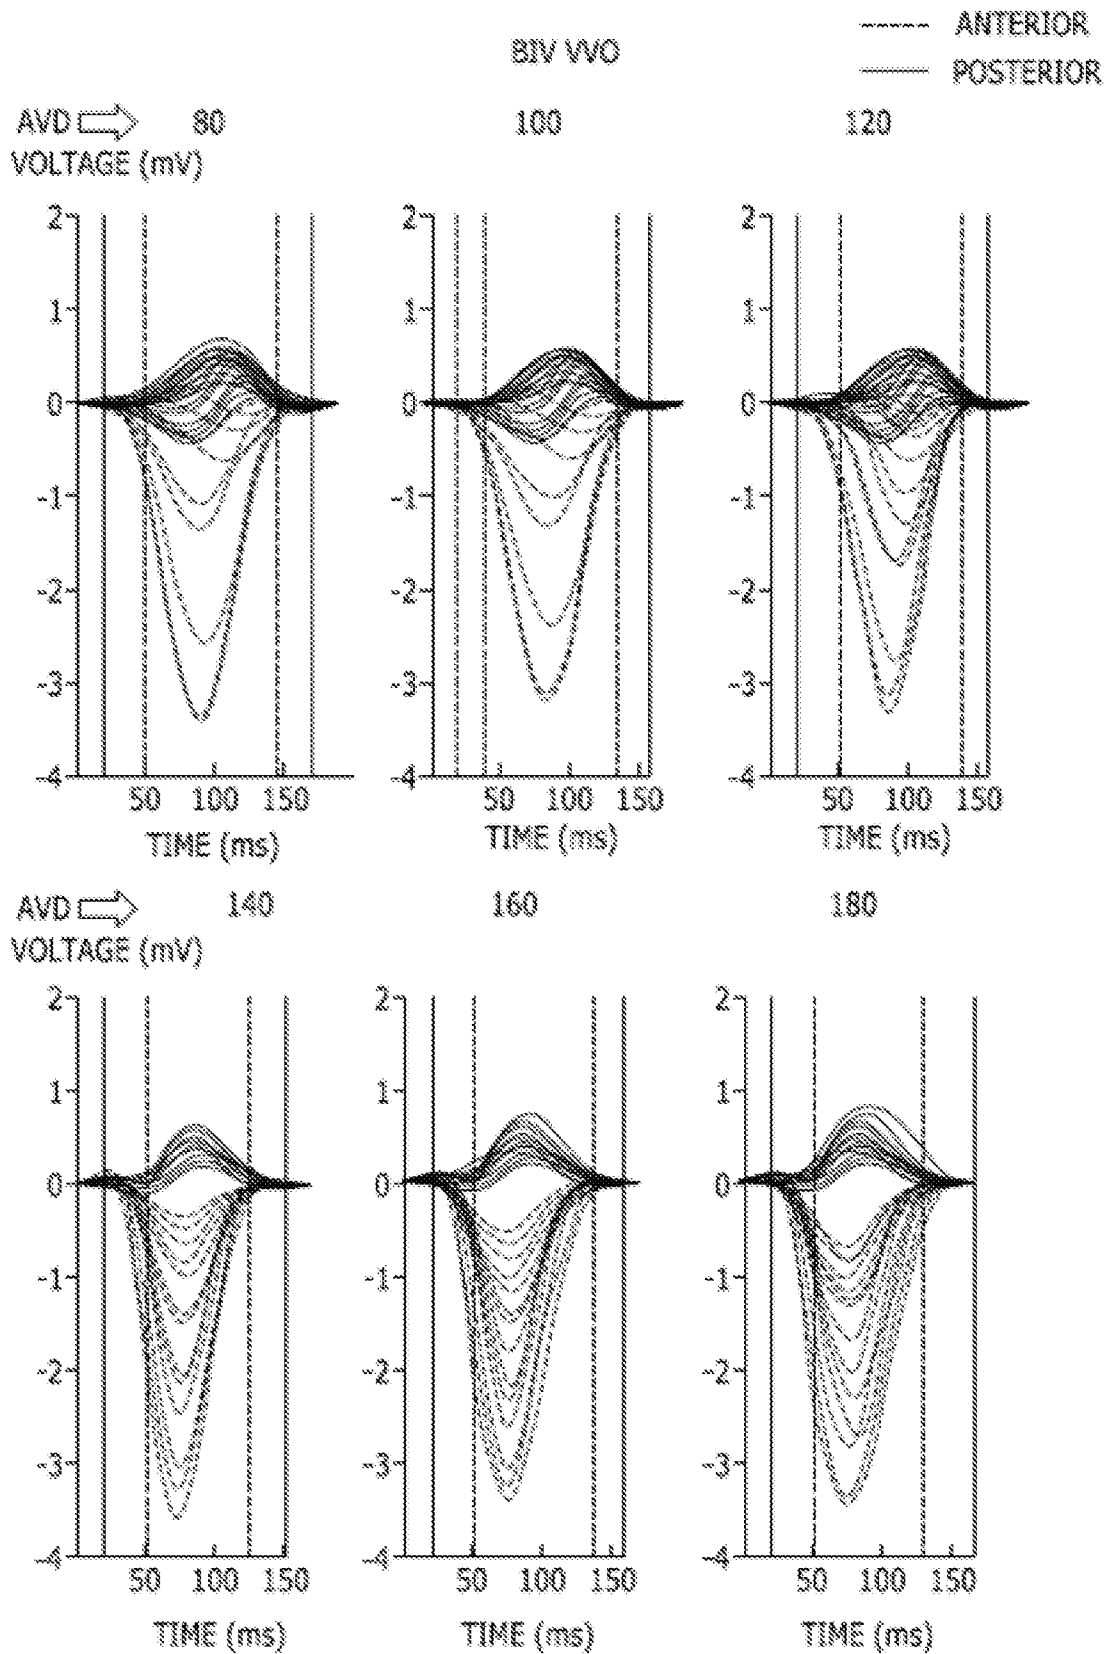 ANTERIOR
BIV VVO
POSTERIOR
AVD 80 100 120
VOLTAGE (mV)
2 2 2
1 1 1
0 0 0
-1 -1 -1
-2 -2 -2
-3 -3 -3
-4 -4 -4
50 100 150 50 100 150 50 100 150
TIME (ms) TIME (ms) TIME (ms)
AVD 140 160 180
VOLTAGE (mV)
2 2 2
1 1 1
0 0 0
-1 -1 -1
-2 -2 -2
-3 -3 -3
-4 -4 -4
50 100 150 50 100 150 50 100 150
TIME (ms) TIME (ms) TIME (ms)